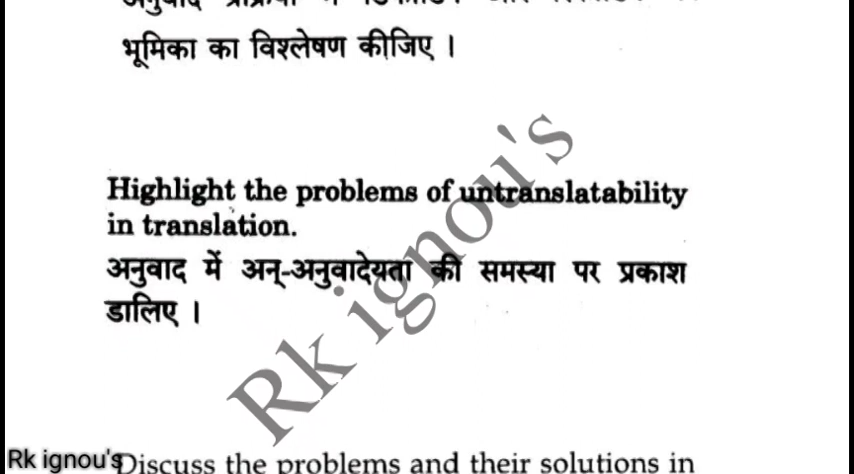 भूमिका का विश्लेषण कीजिए ।
Highlight the problems of untranslatability
in translation.
अनुवाद में अन्-अनुवादेयता की समस्या पर प्रकाश
डालिए ।
Rk ignou's
Rk ignou's
Discuss the problems and their solutions in